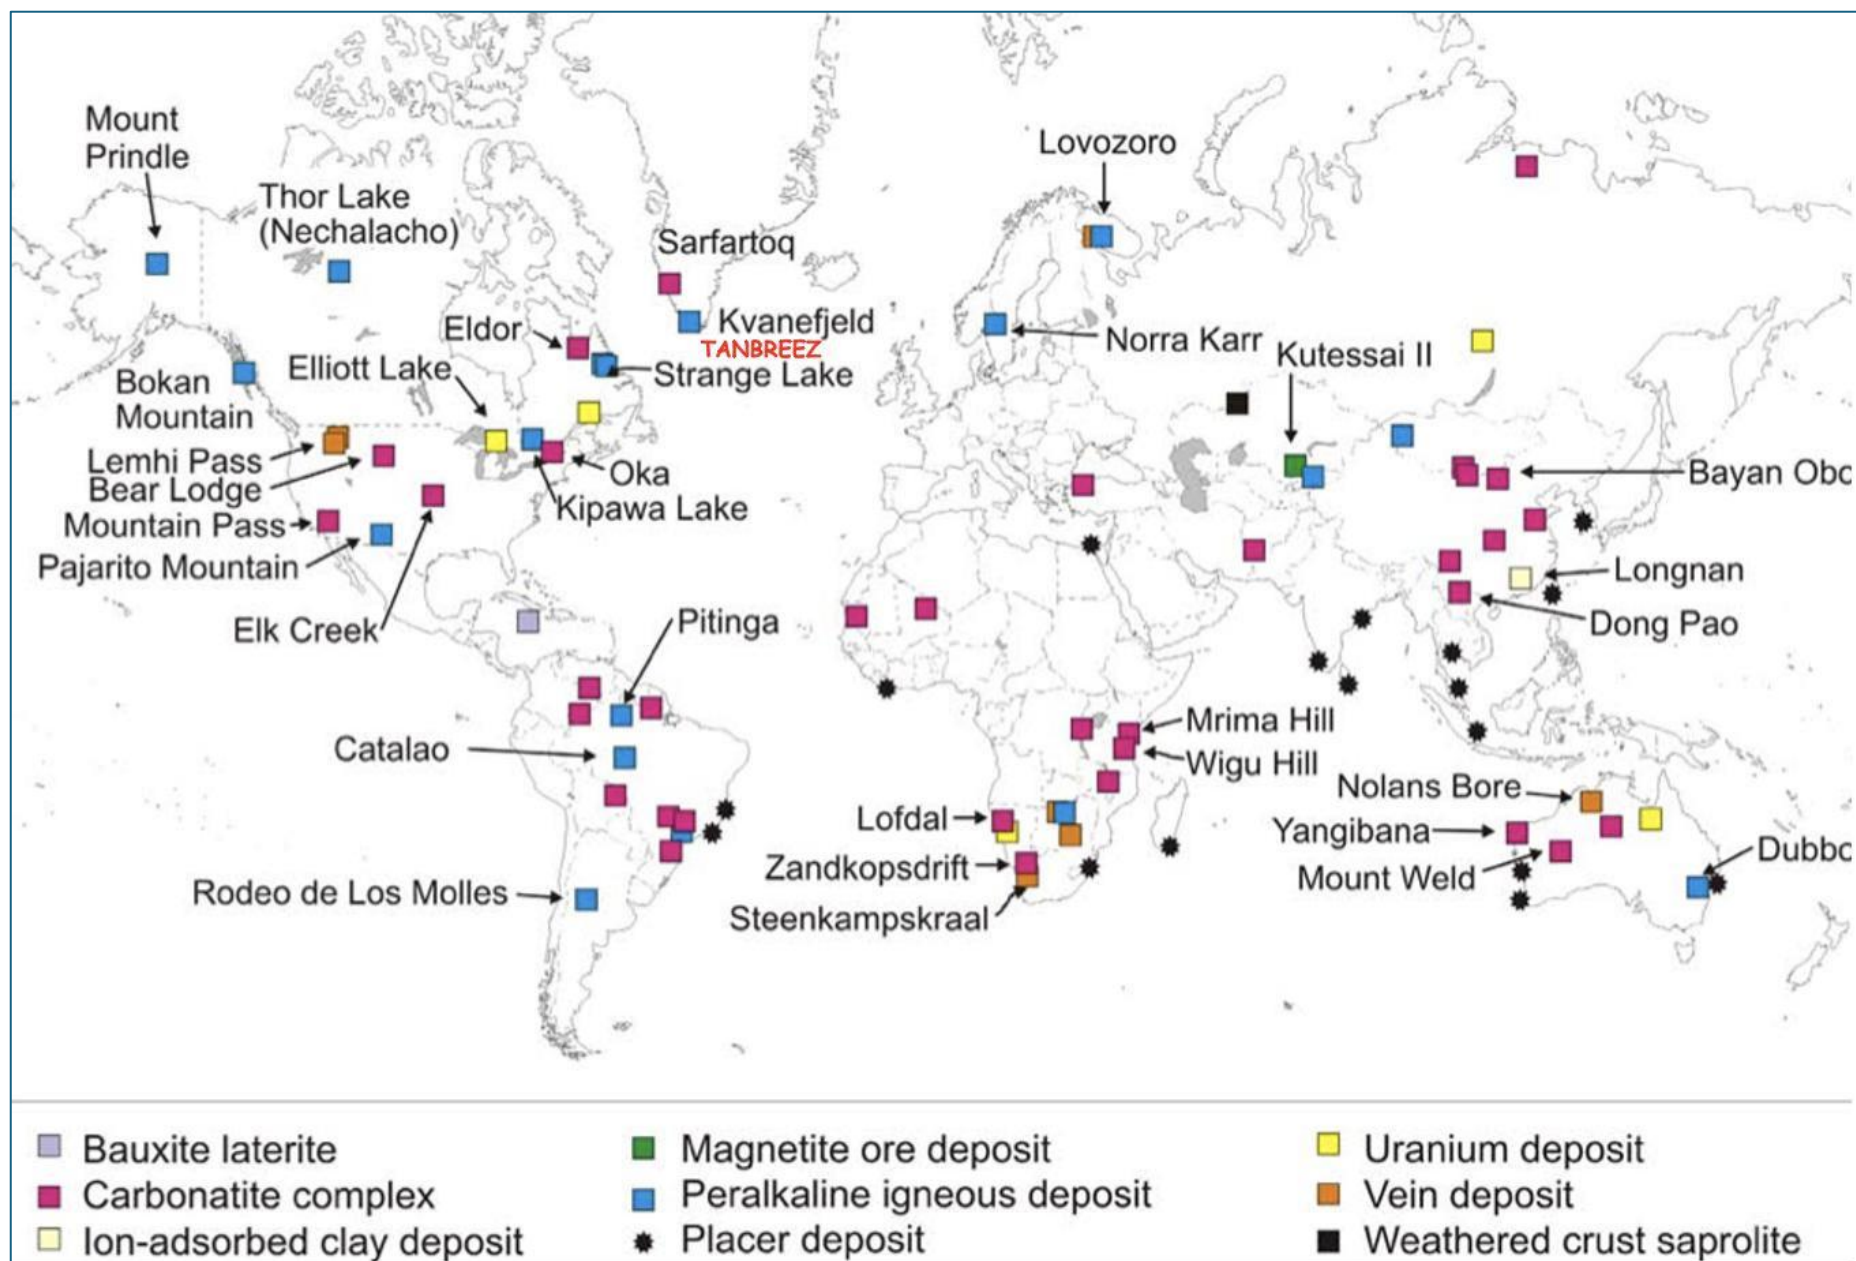 Mount
Prindle
Thor Lake
(Nechalacho)
Lovozoro
Sarfartoq
Kvanefjeld
TANBREEZ
Eldor
Strange Lake
Elliott Lake
Norra Karr
Kutessai II
Bokan
Mountain
Lemhi Pass
Bear Lodge
Oka
Kipawa Lake
Bayan Obo
Mountain Pass
Pajarito Mountain
Longnan
Elk Creek
Dong Pao
Pitinga
Catalao
Mrima Hill
Wigu Hill
Nolans Bore
Lofdal
Yangibana
Dubbo
Zandkopsdrift
Mount Weld
Rodeo de Los Molles
Steenkampskraal
Bauxite laterite
Carbonatite complex
Ion-adsorbed clay deposit
Magnetite ore deposit
Peralkaline igneous deposit
Placer deposit
Uranium deposit
Vein deposit
Weathered crust saprolite